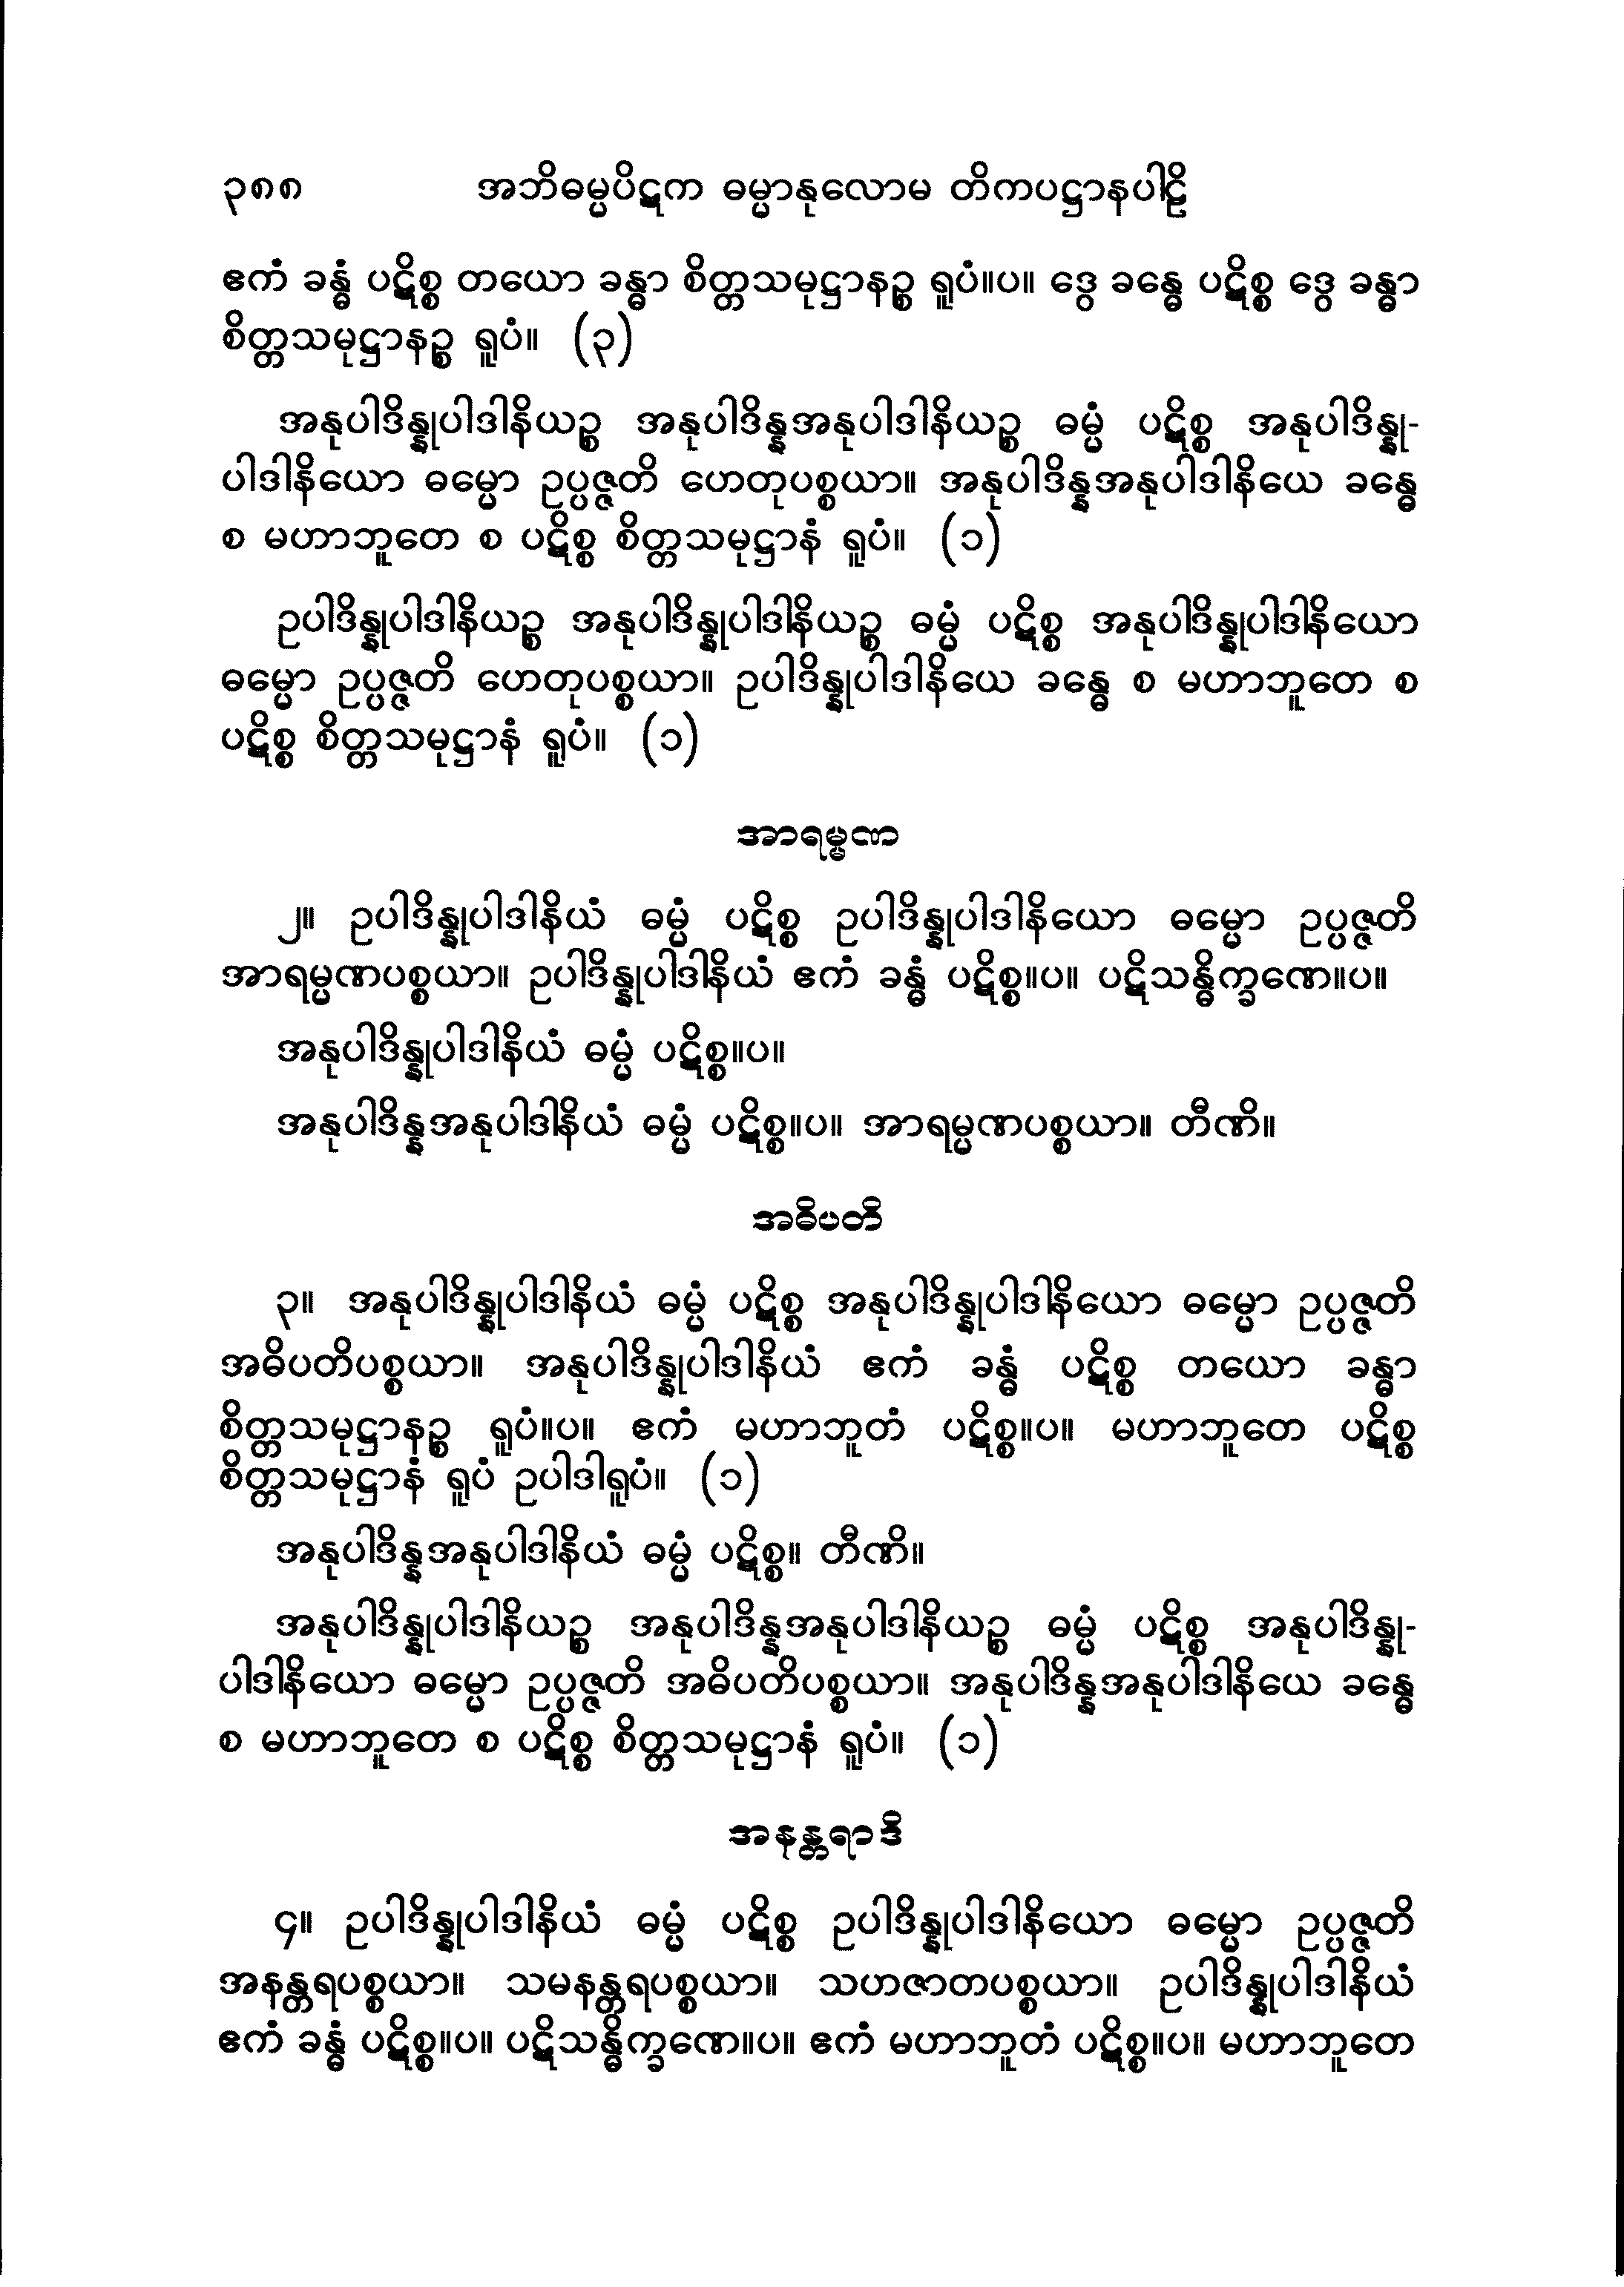 ၃၈၈ အဘိဓမ္မပိဋက ဓမ္မာနုလောမ တိကပဋ္ဌာနပါဠိ
ဧကံ ခန္ဓံ ပဋိစ္စ တယော ခန္ဓာ စိတ္တသမုဋ္ဌာနဉ္စ ရူပံ။ပ။ ဒွေ ခန္ဓေ ပဋိစ္စ ဒွေ ခန္ဓာ
စိတ္တသမုဋ္ဌာနဉ္စ ရူပံ။ (၃)
အနုပါဒိန္နုပါဒါနိယဉ္စ အနုပါဒိန္နအနုပါဒါနိယဉ္စ ဓမ္မံ ပဋိစ္စ အနုပါဒိန္နု-
ပါဒါနိယော ဓမ္မော ဥပ္ပဇ္ဇတိ ဟေတုပစ္စယာ။ အနုပါဒိန္နအနုပါဒါနိယေ ခန္ဓေ
စ မဟာဘူတေ စ ပဋိစ္စ စိတ္တသမုဋ္ဌာနံ ရူပံ။ (၁)
ဥပါဒိန္နုပါဒါနိယဉ္စ အနုပါဒိန္နုပါဒါနိယဉ္စ ဓမ္မံ ပဋိစ္စ အနုပါဒိန္နုပါဒါနိယော
ဓမ္မော ဥပ္ပဇ္ဇတိ ဟေတုပစ္စယာ။ ဥပါဒိန္နုပါဒါနိယေ ခန္ဓေ စ မဟာဘူတေ စ
ပဋိစ္စ စိတ္တသမုဋ္ဌာနံ ရူပံ။ (၁)
အာရမ္မဏ
၂။ ဥပါဒိန္နုပါဒါနိယံ ဓမ္မံ ပဋိစ္စ ဥပါဒိန္နုပါဒါနိယော ဓမ္မော ဥပ္ပဇ္ဇတိ
အာရမ္မဏပစ္စယာ။ ဥပါဒိန္နုပါဒါနိယံ ဧကံ ခန္ဓံ ပဋိစ္စ။ပ။ ပဋိသန္ဓိက္ခဏေ။ပ။
အနုပါဒိန္နုပါဒါနိယံ ဓမ္မံ ပဋိစ္စ။ပ။
အနုပါဒိန္နအနုပါဒါနိယံ ဓမ္မံ ပဋိစ္စ။ပ။ အာရမ္မဏပစ္စယာ။ တီဏိ။
အဓိပတိ
၃။ အနုပါဒိန္နုပါဒါနိယံ ဓမ္မံ ပဋိစ္စ အနုပါဒိန္နုပါဒါနိယော ဓမ္မော ဥပ္ပဇ္ဇတိ
အဓိပတိပစ္စယာ။ အနုပါဒိန္နုပါဒါနိယံ ဧကံ ခန္ဓံ ပဋိစ္စ တယော ခန္ဓာ
စိတ္တသမုဋ္ဌာနဉ္စ ရူပံ။ပ။ ဧကံ မဟာဘူတံ ပဋိစ္စ။ပ။ မဟာဘူတေ ပဋိစ္စ
စိတ္တသမုဋ္ဌာနံ ရူပံ ဥပါဒါရူပံ။ (၁)
အနုပါဒိန္နအနုပါဒါနိယံ ဓမ္မံ ပဋိစ္စ။ တီဏိ။
အနုပါဒိန္နုပါဒါနိယဉ္စ အနုပါဒိန္နအနုပါဒါနိယဉ္စ ဓမ္မံ ပဋိစ္စ အနုပါဒိန္နု-
ပါဒါနိယော ဓမ္မော ဥပ္ပဇ္ဇတိ အဓိပတိပစ္စယာ။ အနုပါဒိန္နအနုပါဒါနိယေ ခန္ဓေ
စ မဟာဘူတေ စ ပဋိစ္စ စိတ္တသမုဋ္ဌာနံ ရူပံ။ (၁)
အနန္တရာဒိ
၄။ ဥပါဒိန္နုပါဒါနိယံ ဓမ္မံ ပဋိစ္စ ဥပါဒိန္နုပါဒါနိယော ဓမ္မော ဥပ္ပဇ္ဇတိ
အနန္တရပစ္စယာ။ သမနန္တရပစ္စယာ။ သဟဇာတပစ္စယာ။ ဥပါဒိန္နုပါဒါနိယံ
ဧကံ ခန္ဓံ ပဋိစ္စ။ပ။ ပဋိသန္ဓိက္ခဏေ။ပ။ ဧကံ မဟာဘူတံ ပဋိစ္စ။ပ။ မဟာဘူတေ